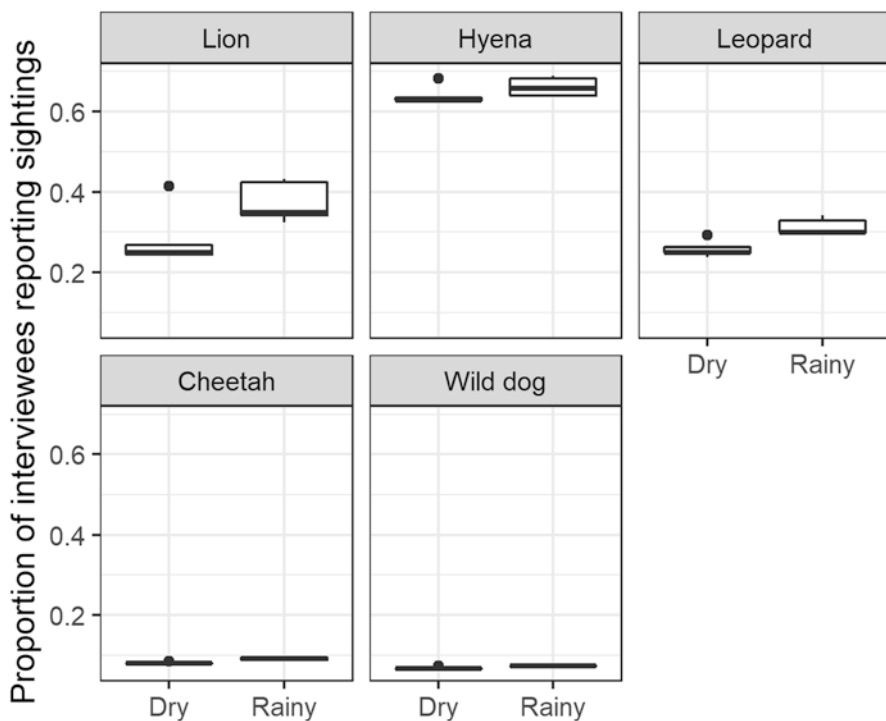 Proportion of interviewees reporting sightings
Lion
Hyena
Leopard
0.6
0.4
0.2
Dry
Rainy
Cheetah
Wild dog
0.6
0.4
0.2
Dry
Rainy
Dry
Rainy